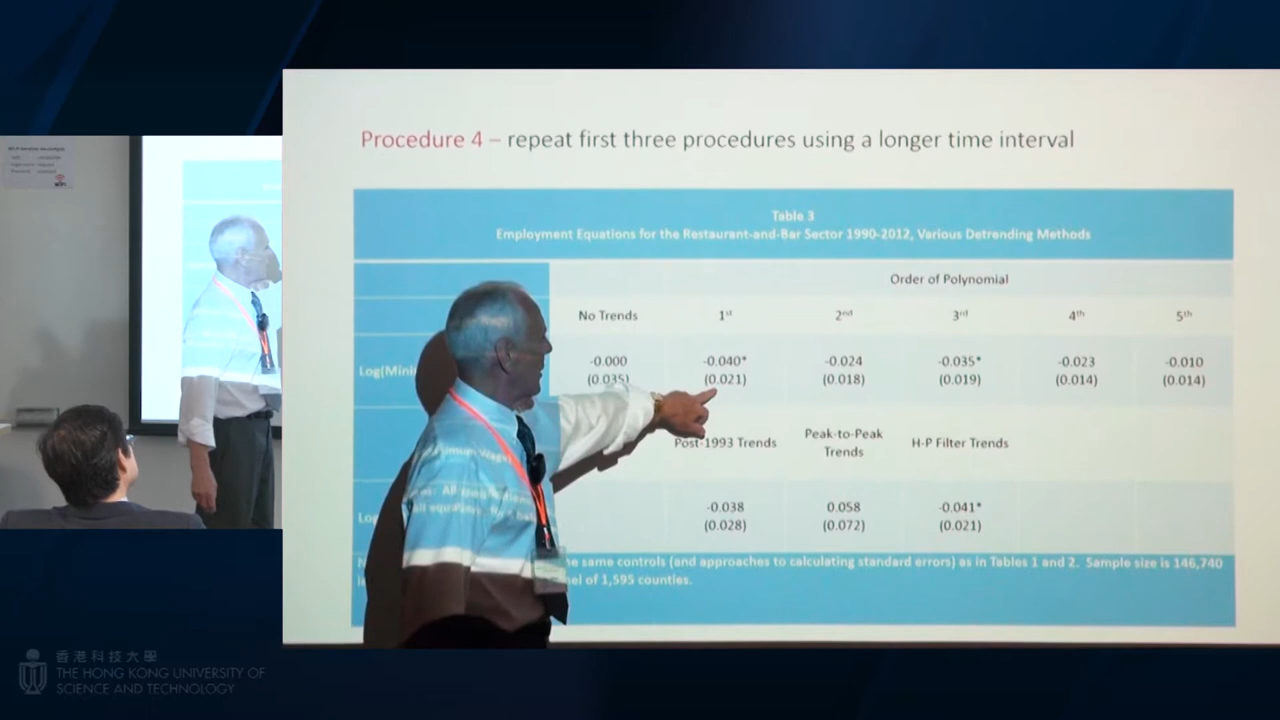 Procedure 4 – repeat first three procedures using a longer time interval
Table 3
Employment Equations for the Restaurant-and-Bar Sector 1990-2012, Various Detrending Methods
Order of Polynomial
No Trends 1st 2nd 3rd 4th 5th
Log(Mini -0.000 -0.040* -0.024 -0.035* -0.023 -0.010
(0.035) (0.021) (0.018) (0.019) (0.014) (0.014)
Post-1993 Trends Peak-to-Peak Trends H-P Filter Trends
-0.038 0.058 -0.041*
(0.028) (0.072) (0.021)
same controls (and approaches to calculating standard errors) as in Tables 1 and 2. Sample size is 146,740
of 1,595 counties.
香港科技大學
THE HONG KONG UNIVERSITY OF
SCIENCE AND TECHNOLOGY